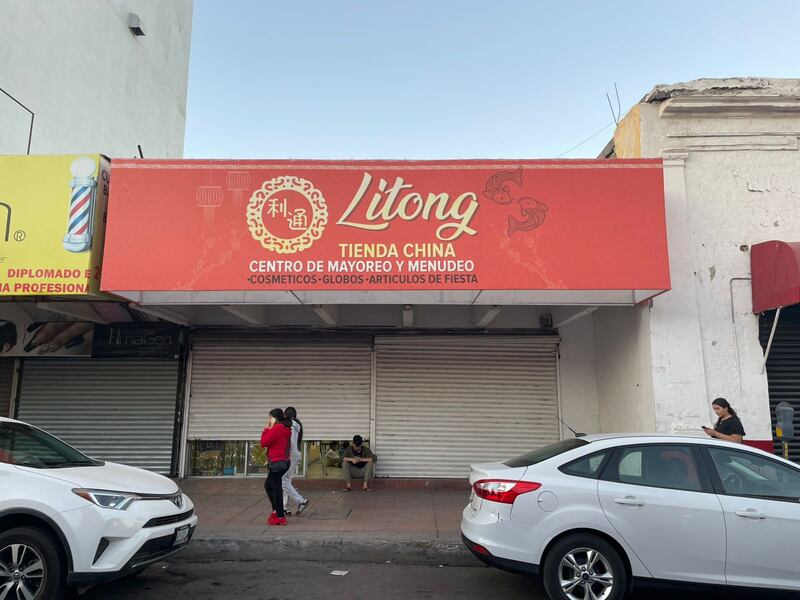 利通
Litong
TIENDA CHINA
CENTRO DE MAYOREO Y MENUDEO
•COSMETICOS•GLOBOS•ARTICULOS DE FIESTA
DIPLOMADO E
PROFESIONA